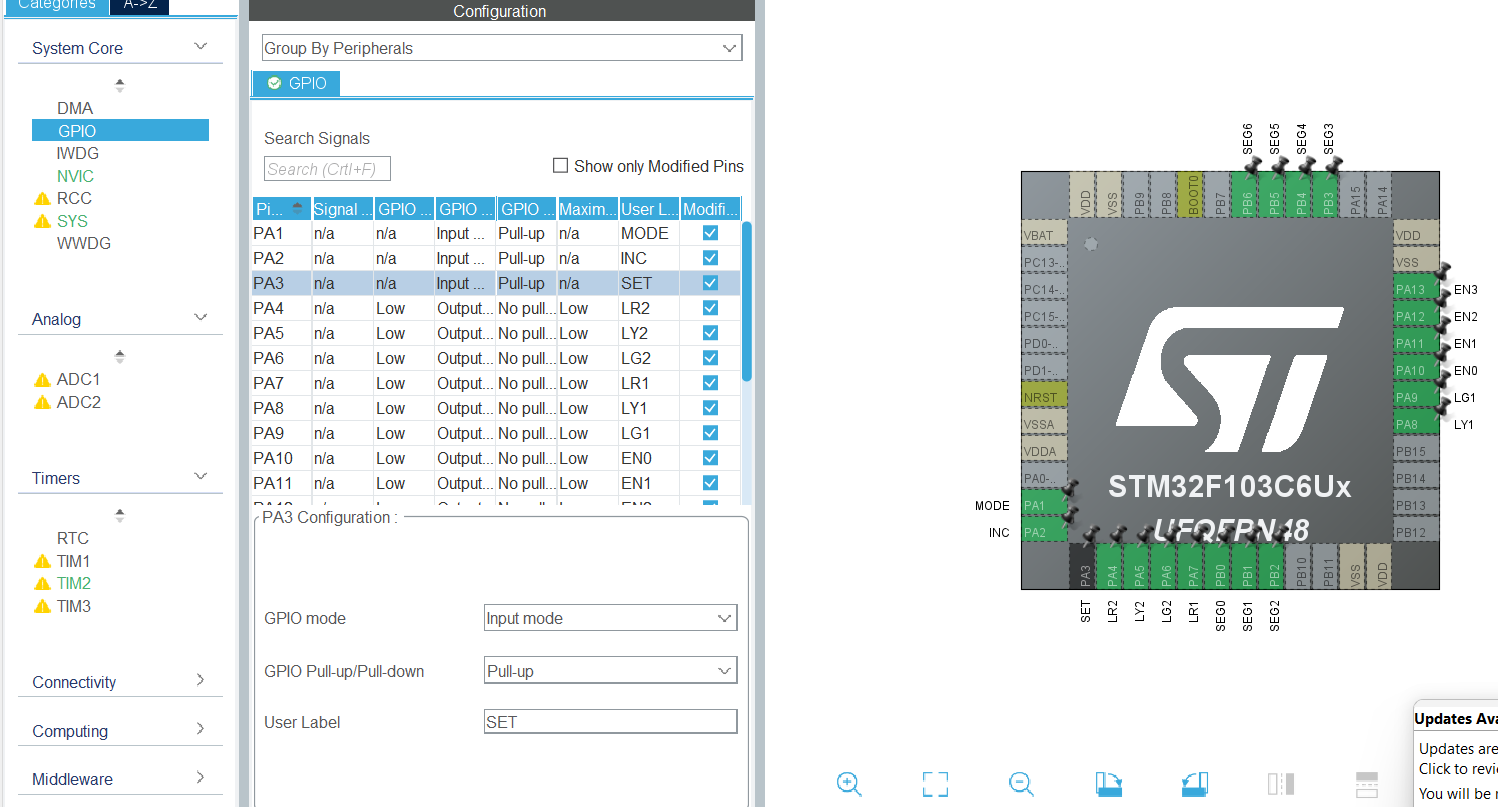 Categories A->Z
System Core
DMA
GPIO
IWDG
NVIC
RCC
SYS
WWDG
Analog
ADC1
ADC2
Timers
RTC
TIM1
TIM2
TIM3
Connectivity
Computing
Middleware
Configuration
Group By Peripherals
GPIO
Search Signals
Search (Crtl+F)
Show only Modified Pins
Pi... Signal ... GPIO ... GPIO ... GPIO ... Maxim... User L... Modifi...
PA1 n/a n/a Input ... Pull-up n/a MODE
PA2 n/a n/a Input ... Pull-up n/a INC
PA3 n/a n/a Input ... Pull-up n/a SET
PA4 n/a Low Output... No pull... Low LR2
PA5 n/a Low Output... No pull... Low LY2
PA6 n/a Low Output... No pull... Low LG2
PA7 n/a Low Output... No pull... Low LR1
PA8 n/a Low Output... No pull... Low LY1
PA9 n/a Low Output... No pull... Low LG1
PA10 n/a Low Output... No pull... Low EN0
PA11 n/a Low Output... No pull... Low EN1
PA3 Configuration :
GPIO mode
Input mode
GPIO Pull-up/Pull-down
Pull-up
User Label
SET
SEG6
SEG5
SEG4
SEG3
VDD
VSS
PB9
PB8
BOOT0
PB7
PB6
PB5
PB4
PB3
PA15
PA14
VBAT
PC13-..
PC14-..
PC15-..
PD0-..
PD1-..
NRST
VSSA
VDDA
PA0-..
MODE PA1
INC PA2
ST
STM32F103C6Ux
UFQFPN48
VDD
VSS
PA13 EN3
PA12 EN2
PA11 EN1
PA10 EN0
PA9 LG1
PA8 LY1
PB15
PB14
PB13
PB12
PA3
PA4
PA5
PA6
PA7
PB0
PB1
PB2
PB10
PB11
VSS
VDD
SET
LR2
LY2
LG2
LR1
SEG0
SEG1
SEG2
Updates Ava
Updates are
Click to revi
You will be